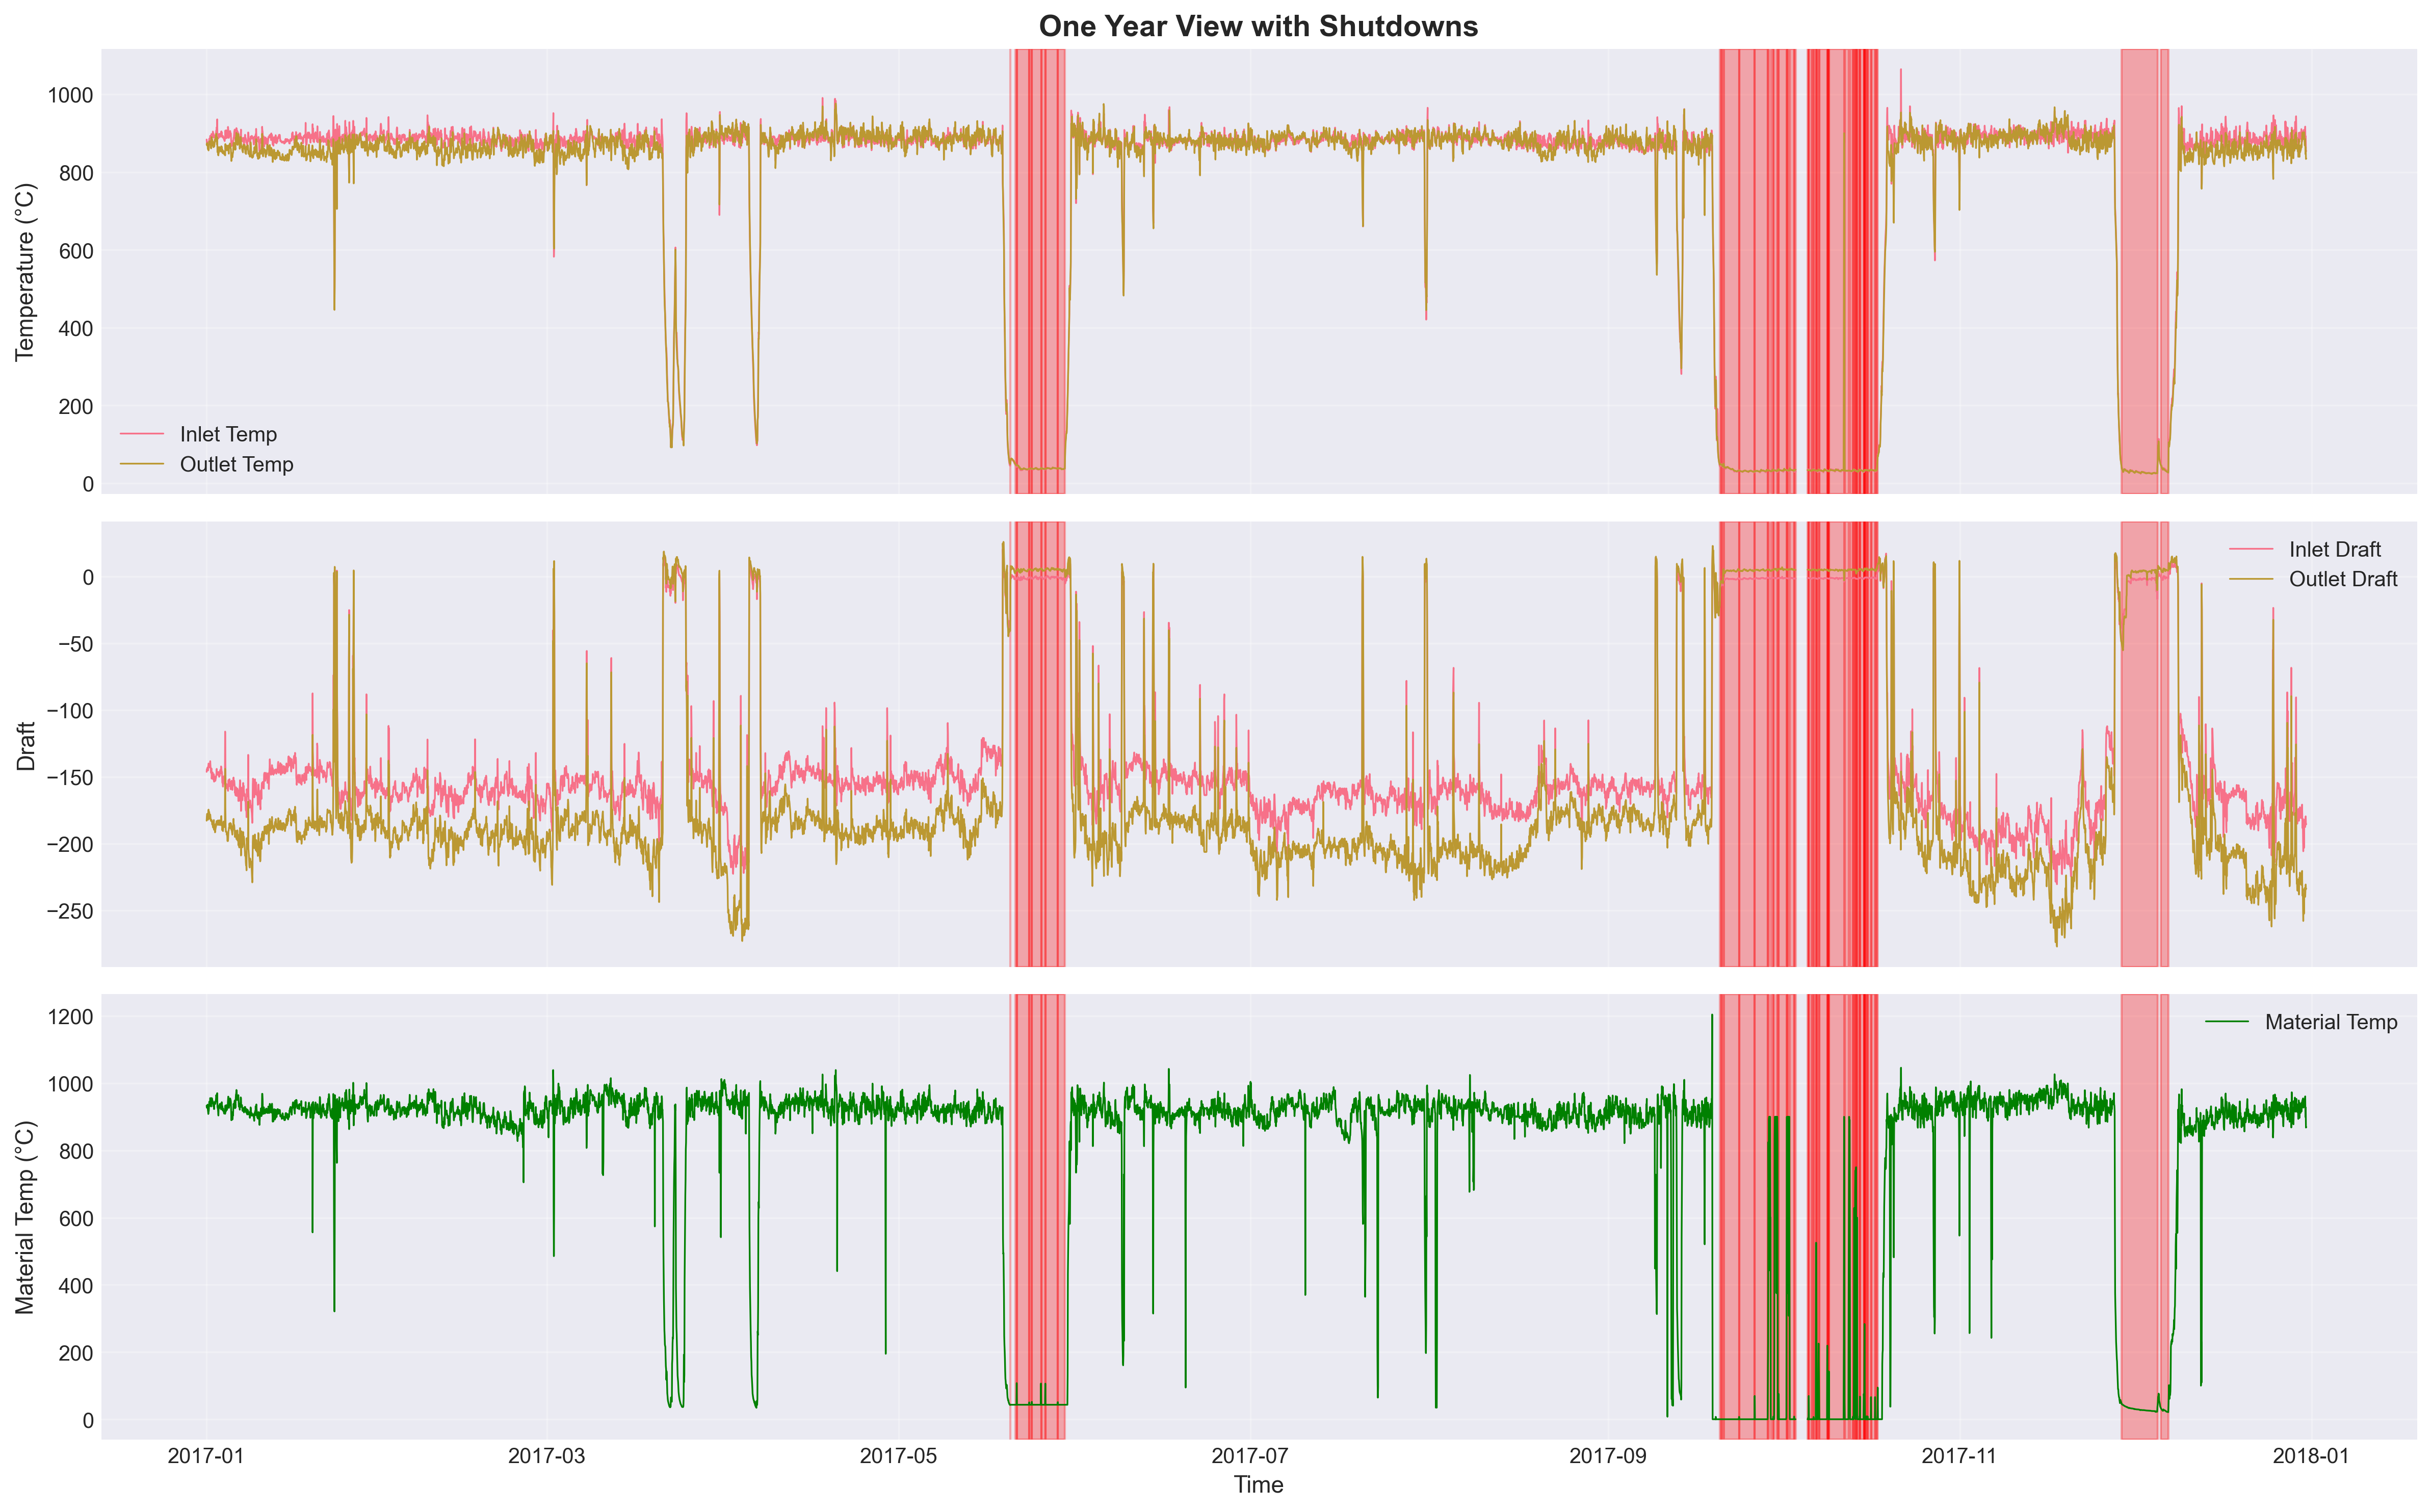 One Year View with Shutdowns
1000
800
600
400
200
0
Temperature (°C)
Inlet Temp
Outlet Temp
0
−50
−100
−150
−200
−250
Draft
Inlet Draft
Outlet Draft
1200
1000
800
600
400
200
0
Material Temp (°C)
Material Temp
2017-01
2017-03
2017-05
2017-07
2017-09
2017-11
2018-01
Time